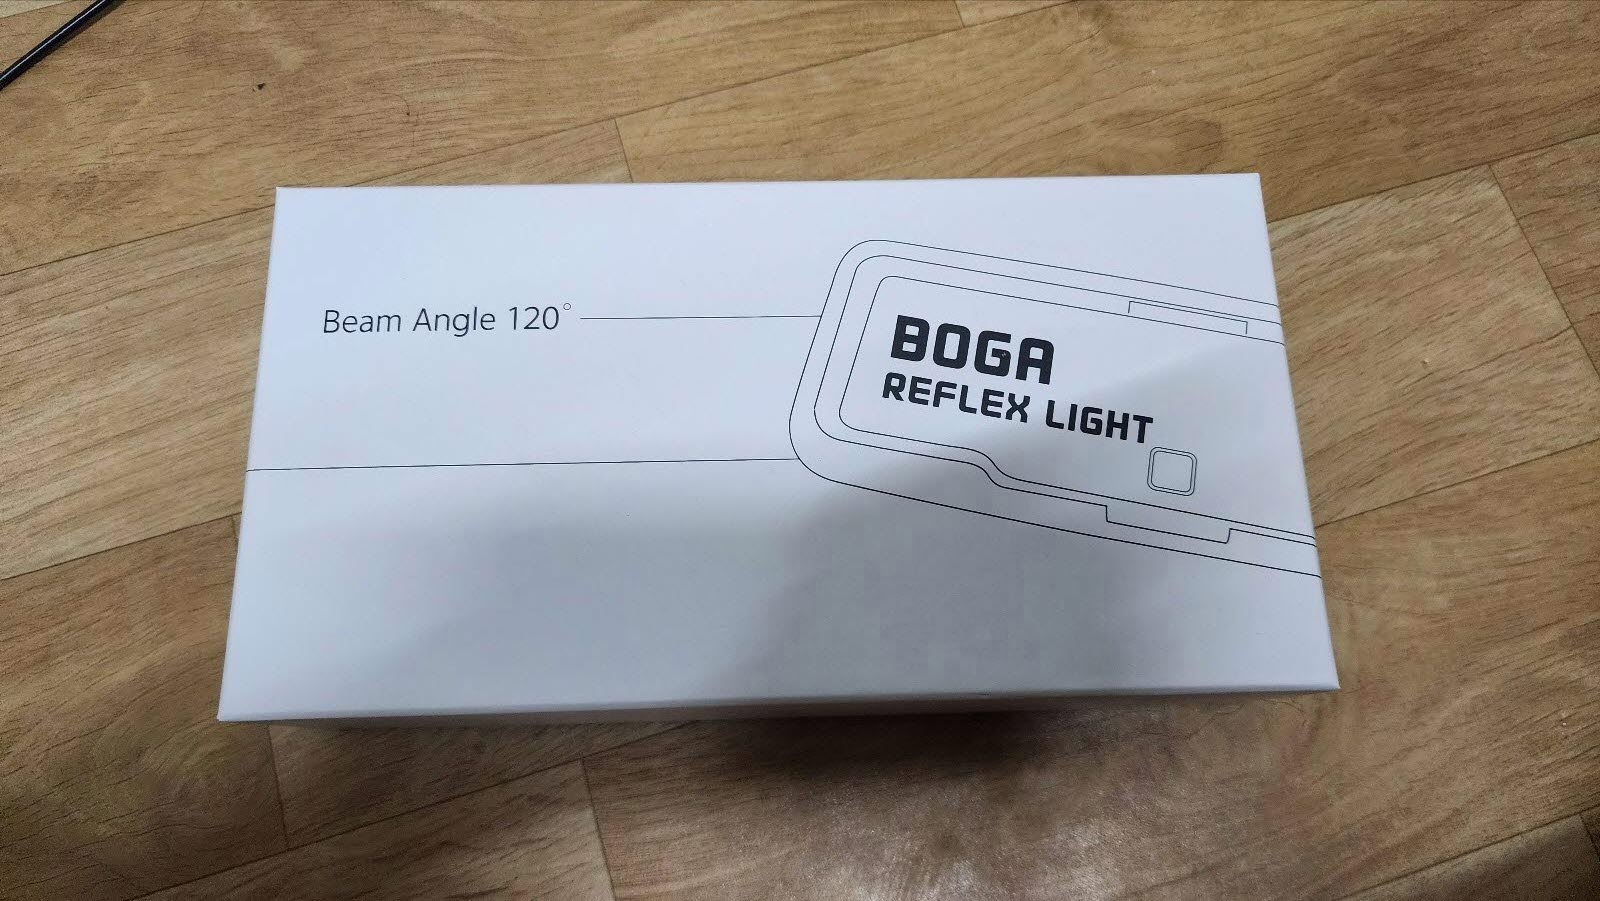 Beam Angle 120°
BOGA
REFLEX LIGHT